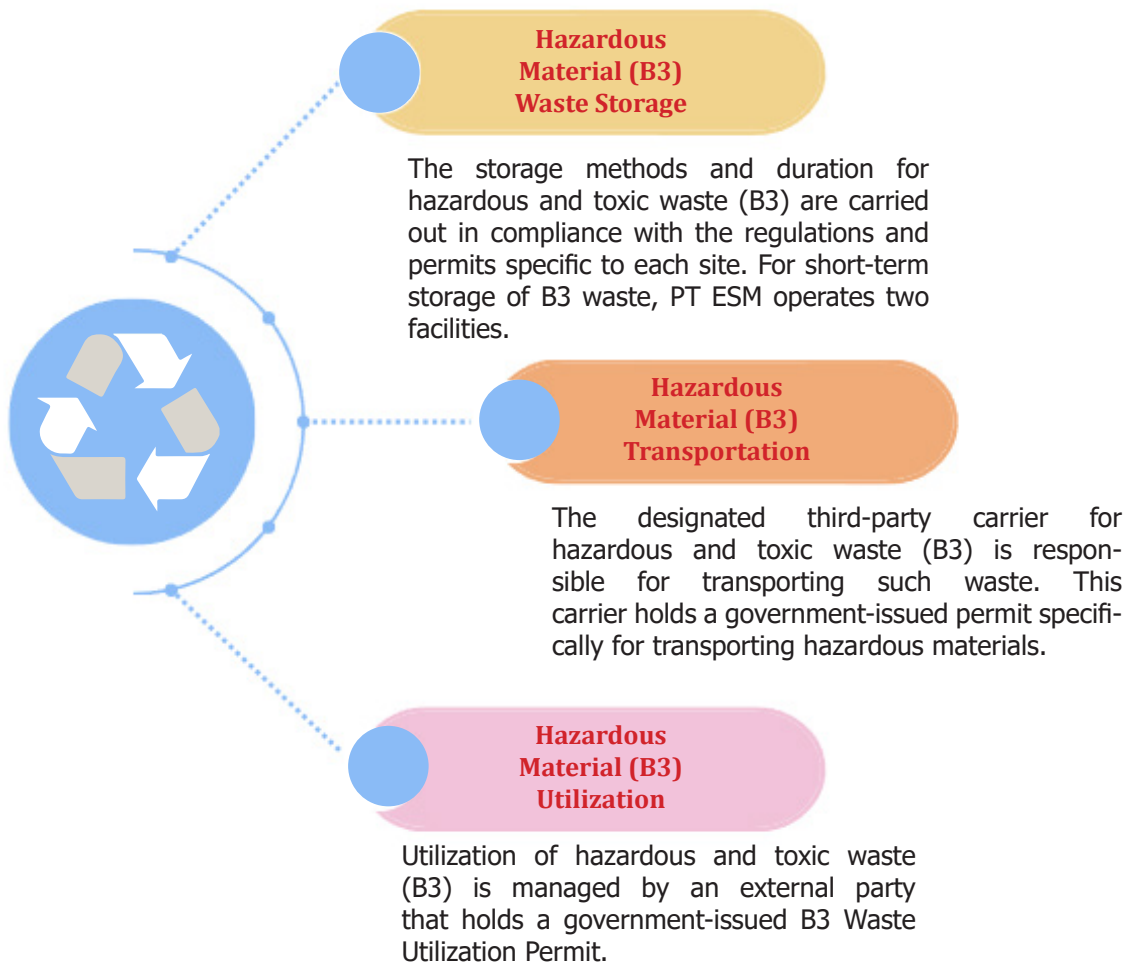 Hazardous
Material (B3)
Waste Storage
The storage methods and duration for
hazardous and toxic waste (B3) are carried
out in compliance with the regulations and
permits specific to each site. For short-term
storage of B3 waste, PT ESM operates two
facilities.
Hazardous
Material (B3)
Transportation
The designated third-party carrier for
hazardous and toxic waste (B3) is respon-
sible for transporting such waste. This
carrier holds a government-issued permit specifi-
cally for transporting hazardous materials.
Hazardous
Material (B3)
Utilization
Utilization of hazardous and toxic waste
(B3) is managed by an external party
that holds a government-issued B3 Waste
Utilization Permit.